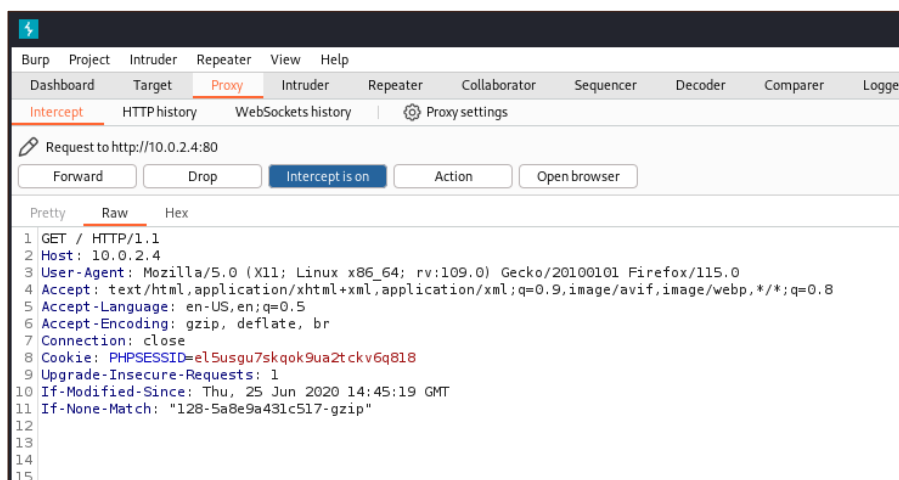 Burp Project Intruder Repeater View Help
Dashboard Target Proxy Intruder Repeater Collaborator Sequencer Decoder Comparer Logge
Intercept HTTP history WebSockets history Proxy settings
Request to http://10.0.2.4:80
Forward Drop Intercept is on Action Open browser
Pretty Raw Hex
1 GET / HTTP/1.1
2 Host: 10.0.2.4
3 User-Agent: Mozilla/5.0 (X11; Linux x86_64; rv:109.0) Gecko/20100101 Firefox/115.0
4 Accept: text/html,application/xhtml+xml,application/xml;q=0.9,image/avif,image/webp,*/*;q=0.8
5 Accept-Language: en-US,en;q=0.5
6 Accept-Encoding: gzip, deflate, br
7 Connection: close
8 Cookie: PHPSESSID=el5usgu7skqok9ua2tckv6q818
9 Upgrade-Insecure-Requests: 1
10 If-Modified-Since: Thu, 25 Jun 2020 14:45:19 GMT
11 If-None-Match: "128-5a8e9a431c517-gzip"
12
13
14
15